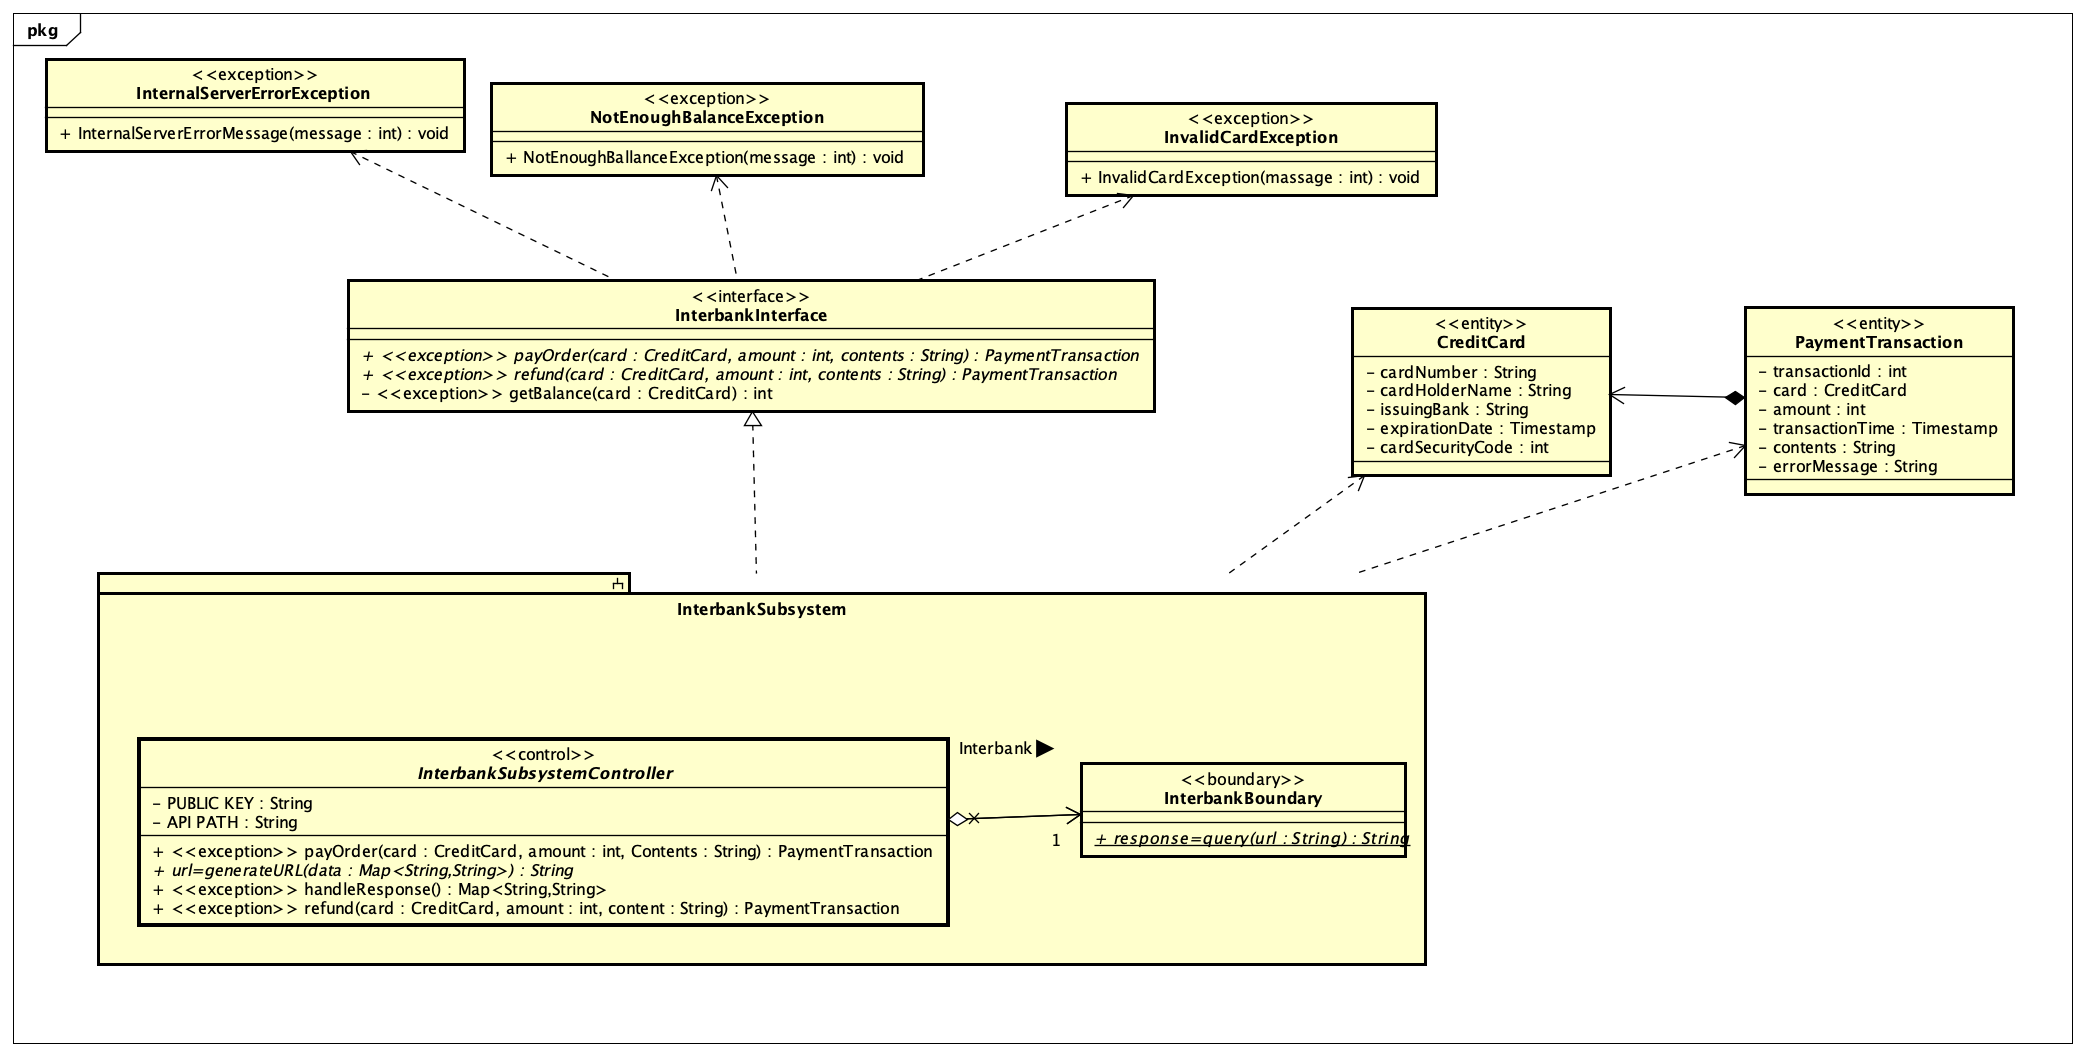 pkg
<<exception>>
InternalServerErrorException
+ InternalServerErrorMessage(message : int) : void
<<exception>>
NotEnoughBalanceException
+ NotEnoughBallanceException(message : int) : void
<<exception>>
InvalidCardException
+ InvalidCardException(massage : int) : void
<<interface>>
InterbankInterface
+ <<exception>> payOrder(card : CreditCard, amount : int, contents : String) : PaymentTransaction
+ <<exception>> refund(card : CreditCard, amount : int, contents : String) : PaymentTransaction
- <<exception>> getBalance(card : CreditCard) : int
<<entity>>
CreditCard
- cardNumber : String
- cardHolderName : String
- issuingBank : String
- expirationDate : Timestamp
- cardSecurityCode : int
<<entity>>
PaymentTransaction
- transactionId : int
- card : CreditCard
- amount : int
- transactionTime : Timestamp
- contents : String
- errorMessage : String
InterbankSubsystem
<<control>>
InterbankSubsystemController
- PUBLIC KEY : String
- API PATH : String
+ <<exception>> payOrder(card : CreditCard, amount : int, Contents : String) : PaymentTransaction
+ url=generateURL(data : Map<String,String>) : String
+ <<exception>> handleResponse() : Map<String,String>
+ <<exception>> refund(card : CreditCard, amount : int, content : String) : PaymentTransaction
Interbank
1
<<boundary>>
InterbankBoundary
+ response=query(url : String) : String